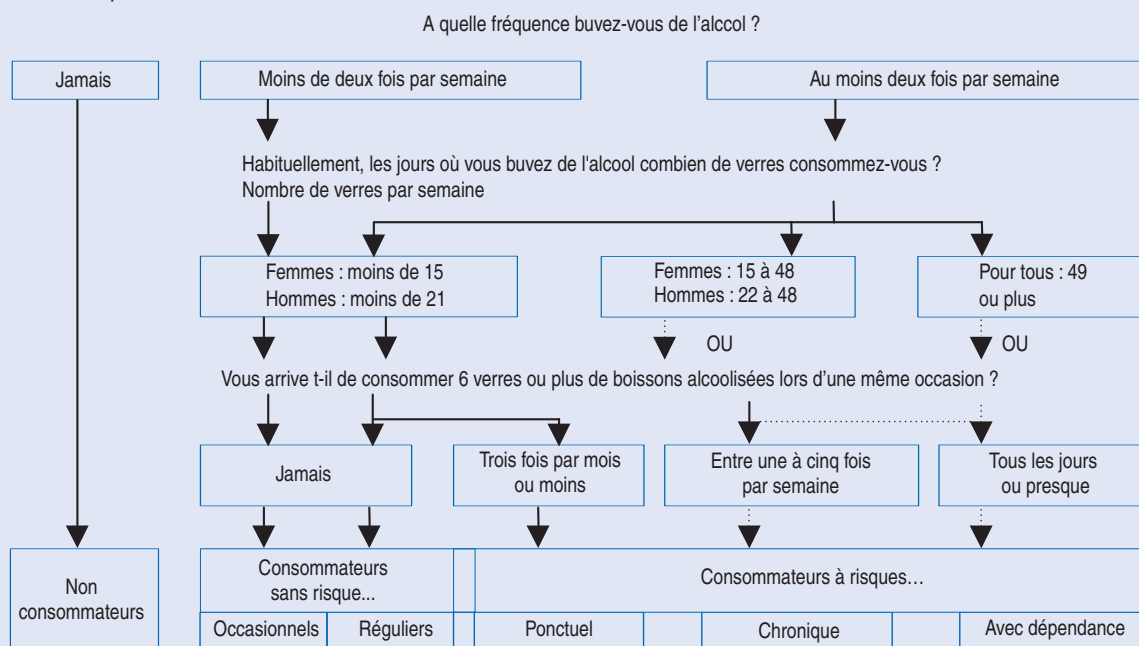 A quelle fréquence buvez-vous de l'alccol ?
Jamais
Moins de deux fois par semaine
Au moins deux fois par semaine
Habituellement, les jours où vous buvez de l'alcool combien de verres consommez-vous ?
Nombre de verres par semaine
Femmes : moins de 15
Hommes : moins de 21
Femmes : 15 à 48
Hommes : 22 à 48
Pour tous : 49
ou plus
OU
OU
Vous arrive t-il de consommer 6 verres ou plus de boissons alcoolisées lors d'une même occasion ?
Jamais
Trois fois par mois
ou moins
Entre une à cinq fois
par semaine
Tous les jours
ou presque
Non
consommateurs
Consommateurs
sans risque...
Consommateurs à risques…
Occasionnels
Réguliers
Ponctuel
Chronique
Avec dépendance